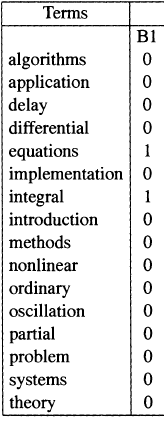 Terms
B1
algorithms 0
application 0
delay 0
differential 0
equations 1
implementation 0
integral 1
introduction 0
methods 0
nonlinear 0
ordinary 0
oscillation 0
partial 0
problem 0
systems 0
theory 0